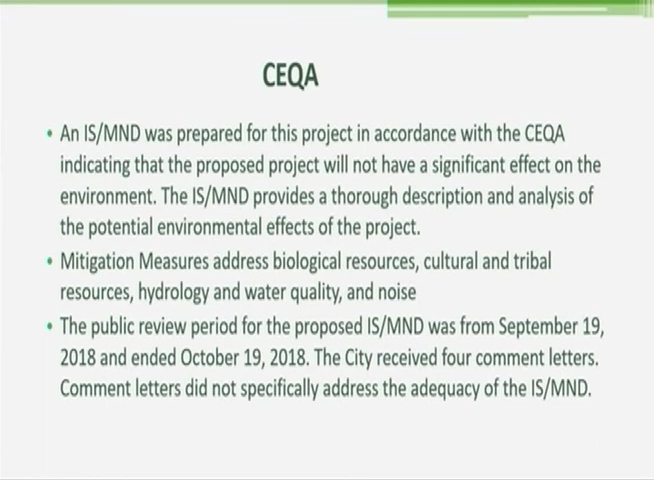 CEQA
• An IS/MND was prepared for this project in accordance with the CEQA
indicating that the proposed project will not have a significant effect on the
environment. The IS/MND provides a thorough description and analysis of
the potential environmental effects of the project.
• Mitigation Measures address biological resources, cultural and tribal
resources, hydrology and water quality, and noise
• The public review period for the proposed IS/MND was from September 19,
2018 and ended October 19, 2018. The City received four comment letters.
Comment letters did not specifically address the adequacy of the IS/MND.